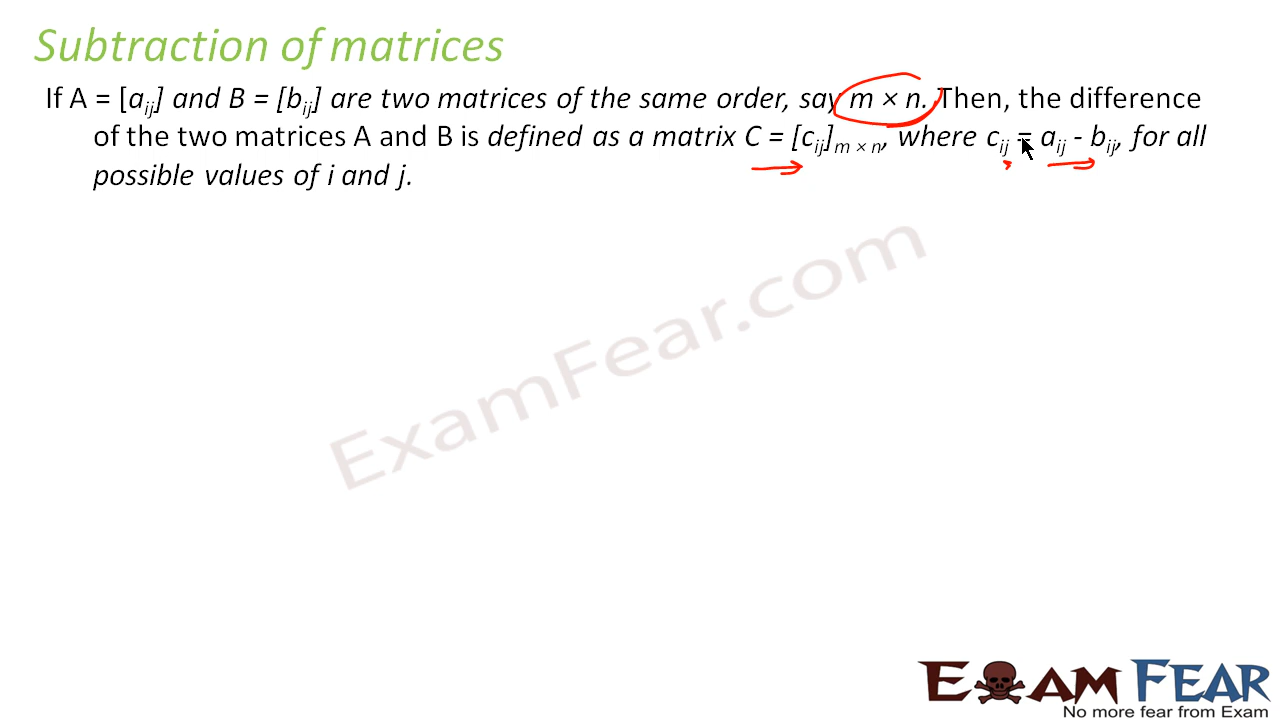 Subtraction of matrices
If A = [aij] and B = [bij] are two matrices of the same order, say m × n. Then, the difference
of the two matrices A and B is defined as a matrix C = [cij]m × n, where cij = aij - bij, for all
possible values of i and j.
ExamFear.com
EXAM FEAR
No more fear from Exam